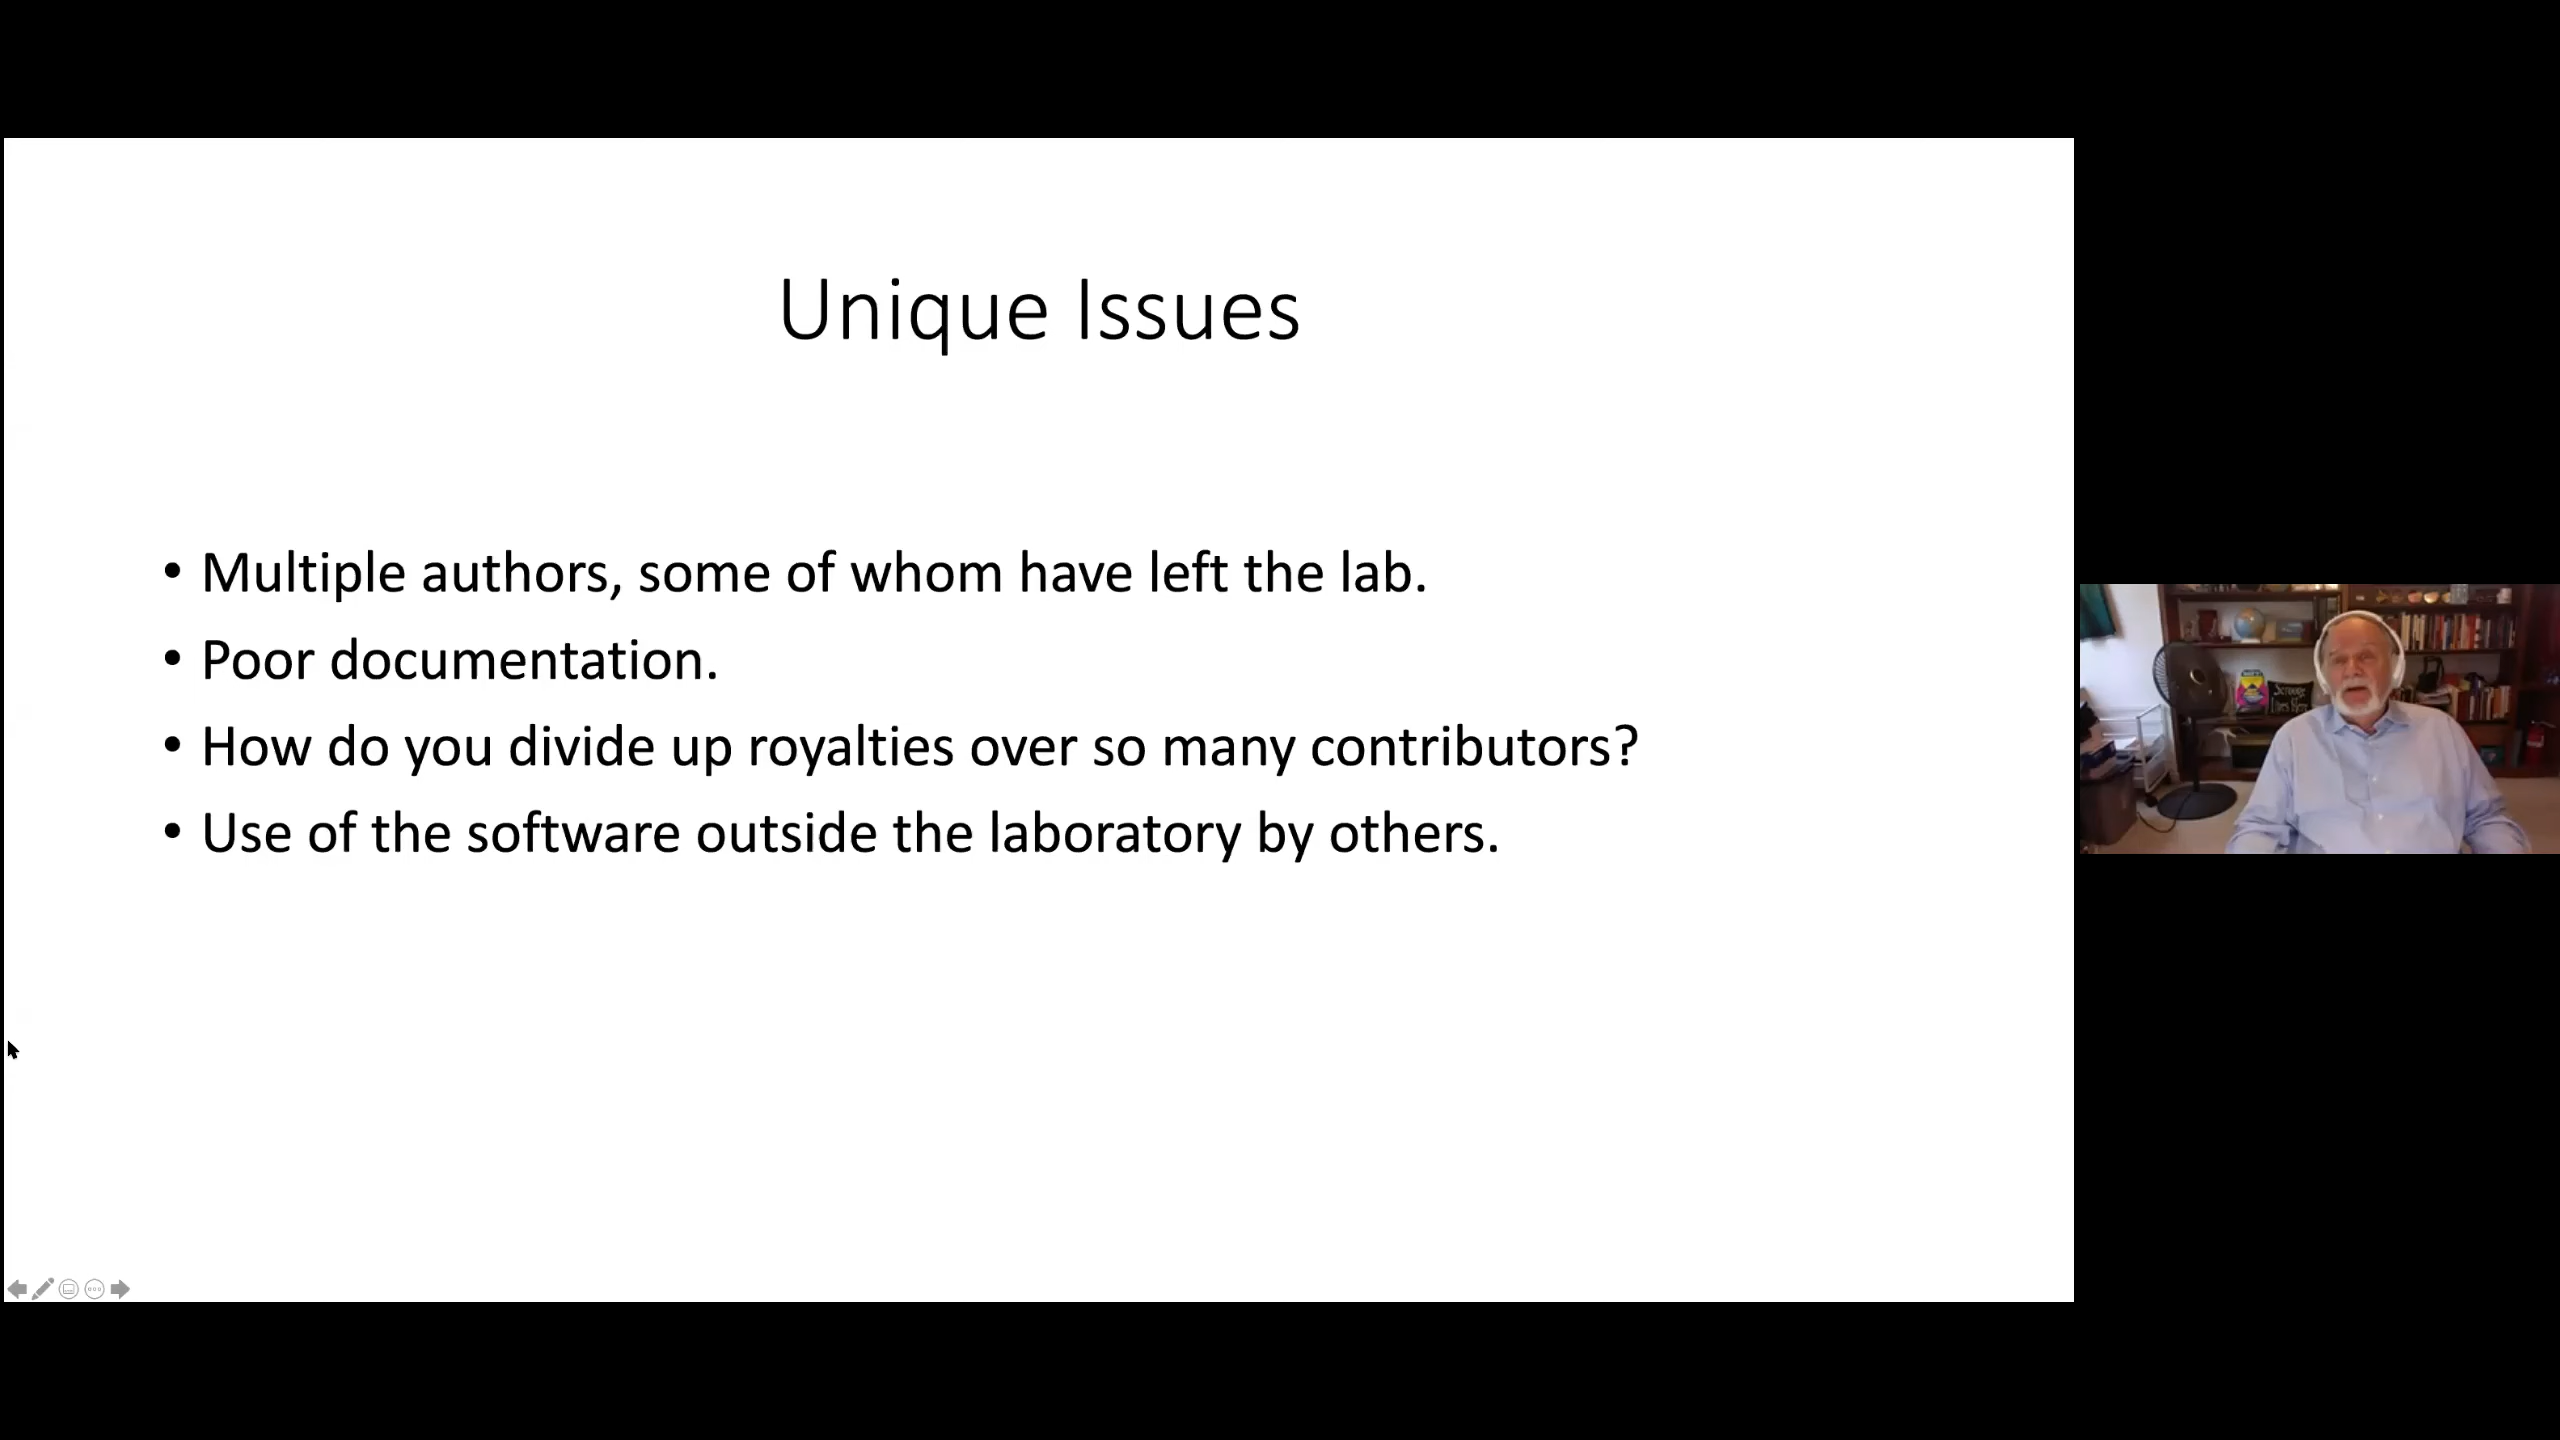 Unique Issues
• Multiple authors, some of whom have left the lab.
• Poor documentation.
• How do you divide up royalties over so many contributors?
• Use of the software outside the laboratory by others.